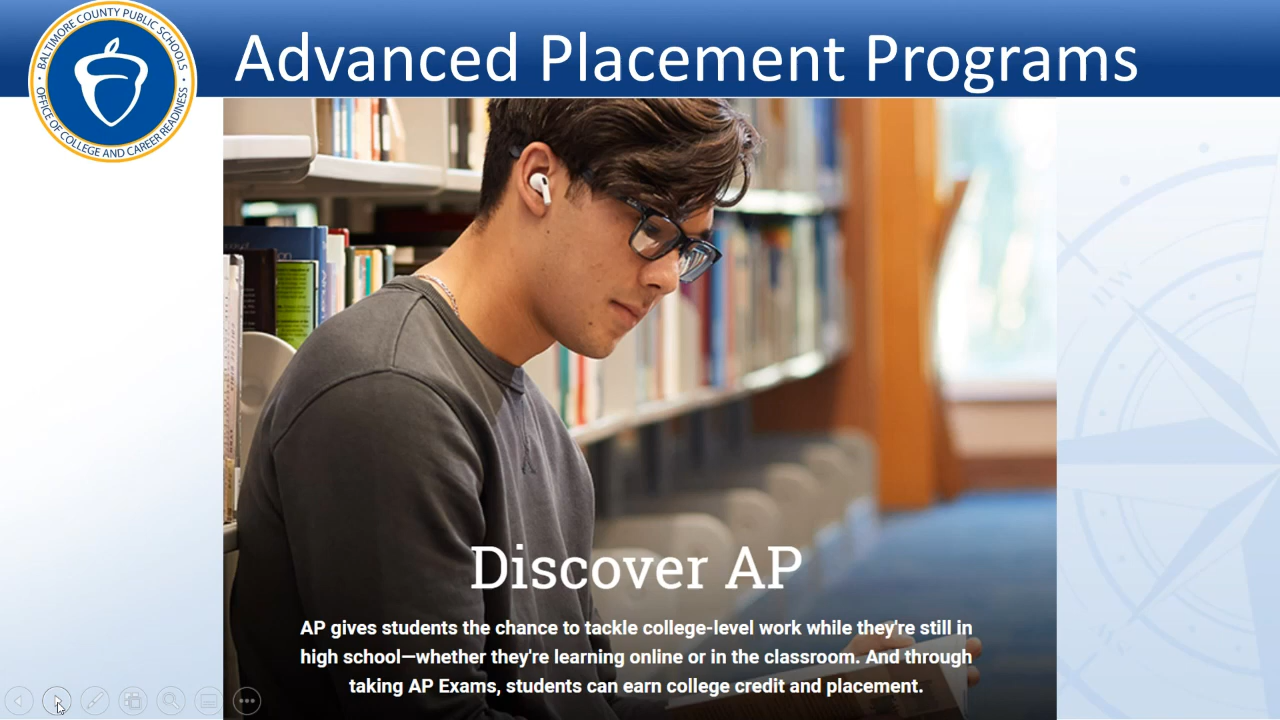 BALTIMORE COUNTY PUBLIC SCHOOLS
OFFICE OF COLLEGE AND CAREER READINESS
Advanced Placement Programs
Discover AP
AP gives students the chance to tackle college-level work while they're still in
high school—whether they're learning online or in the classroom. And through
taking AP Exams, students can earn college credit and placement.